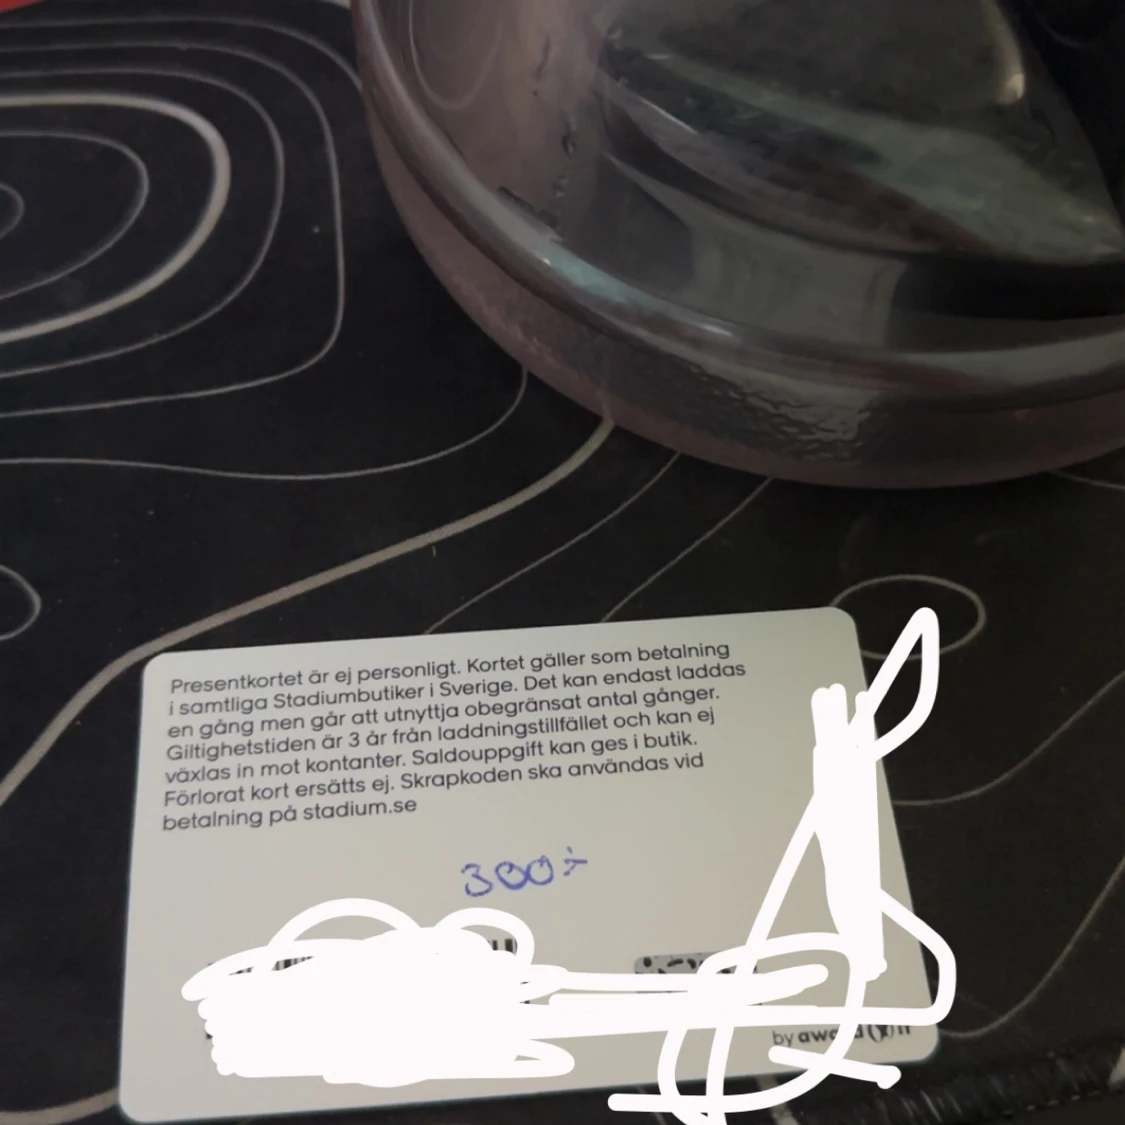 Presentkortet är ej personligt. Kortet gäller som betalning
i samtliga Stadiumbutiker i Sverige. Det kan endast laddas
en gång men går att utnyttja obegränsat antal gånger.
Giltighetstiden är 3 år från laddningstillfället och kan ej
växlas in mot kontanter. Saldouppgift kan ges i butik.
Förlorat kort ersätts ej. Skrapkoden ska användas vid
betalning på stadium.se
300:-
by